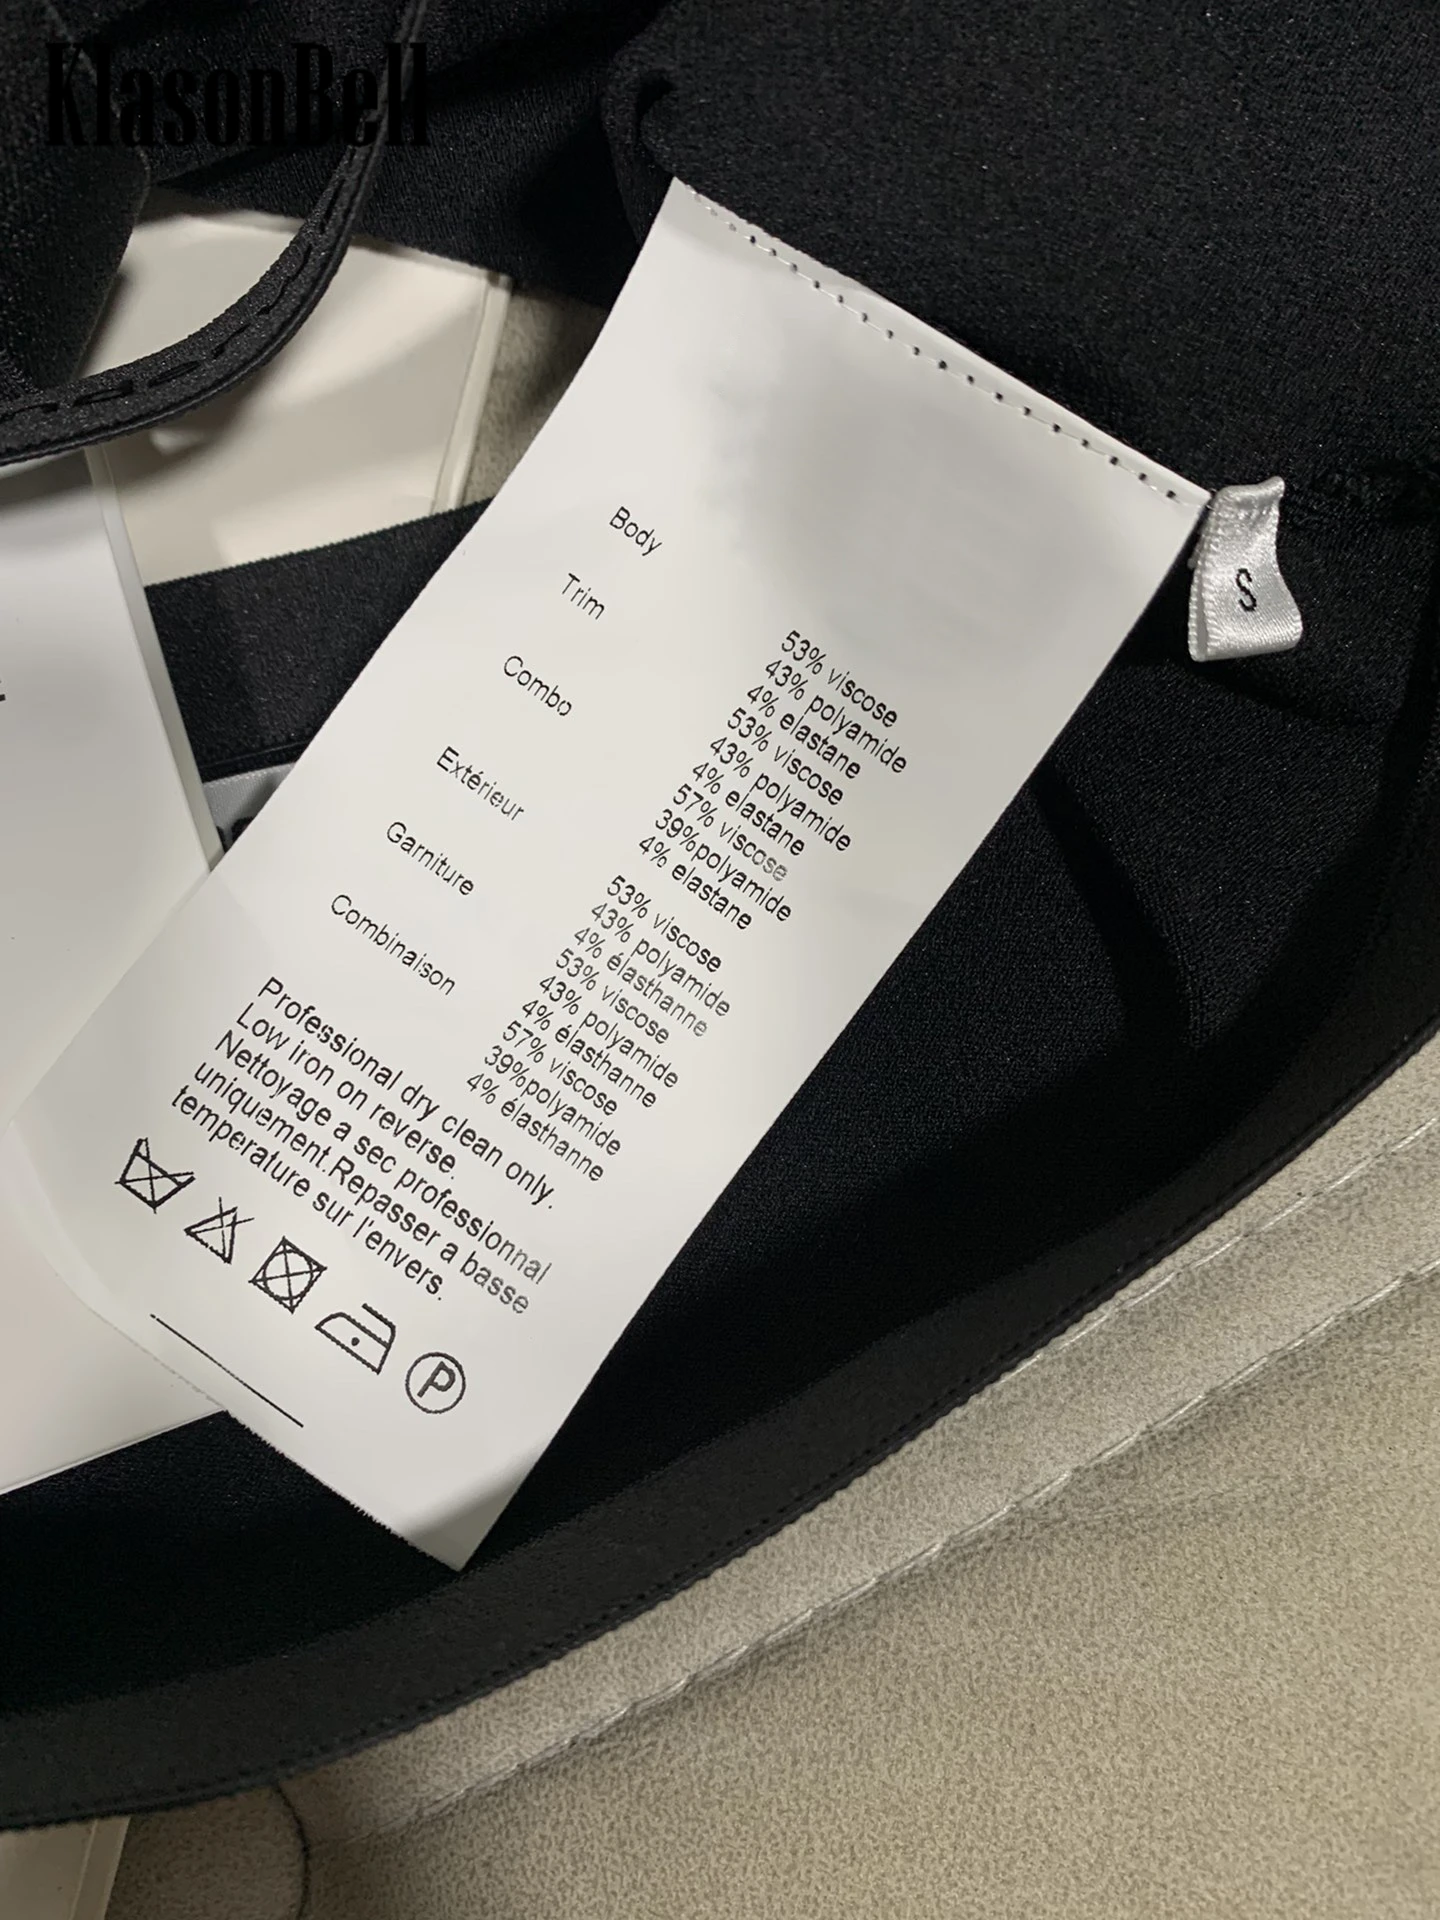 KlasonBell
S
Body
Trim
Combo
Extérieur
Garniture
Combinaison
53% viscose
43% polyamide
4% elastane
53% viscose
43% polyamide
4% elastane
57% viscose
39%polyamide
4% elastane
53% viscose
43% polyamide
4% élasthanne
53% viscose
43% polyamide
4% élasthanne
57% viscose
39%polyamide
4% élasthanne
Professional dry clean only.
Low iron on reverse.
Nettoyage a sec professionnal
uniquement.Repasser a basse
temperature sur l'envers.
P